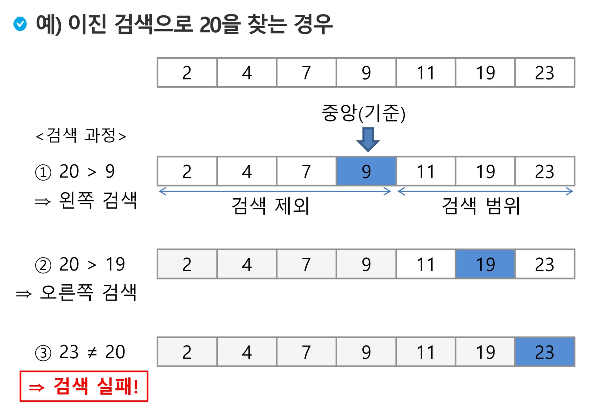 예) 이진 검색으로 20을 찾는 경우
2 4 7 9 11 19 23
중앙(기준)
<검색 과정>
① 20 > 9
2 4 7 9 11 19 23
⇒ 왼쪽 검색
검색 제외 검색 범위
② 20 > 19
2 4 7 9 11 19 23
⇒ 오른쪽 검색
③ 23 ≠ 20
2 4 7 9 11 19 23
⇒ 검색 실패!